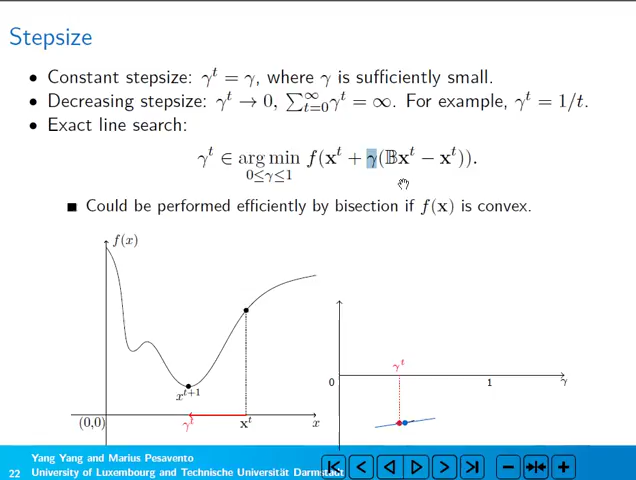 Stepsize
• Constant stepsize: γ^t = γ, where γ is sufficiently small.
• Decreasing stepsize: γ^t → 0, ∑_{t=0}^∞ γ^t = ∞. For example, γ^t = 1/t.
• Exact line search:
γ^t ∈ arg min_{0≤γ≤1} f(x^t + γ(𝔹x^t − x^t)).
■ Could be performed efficiently by bisection if f(x) is convex.
f(x)
x^{t+1}
(0,0) γ^t x^t x
γ^t
0 1 γ
Yang Yang and Marius Pesavento
22 University of Luxembourg and Technische Universität Darmstadt